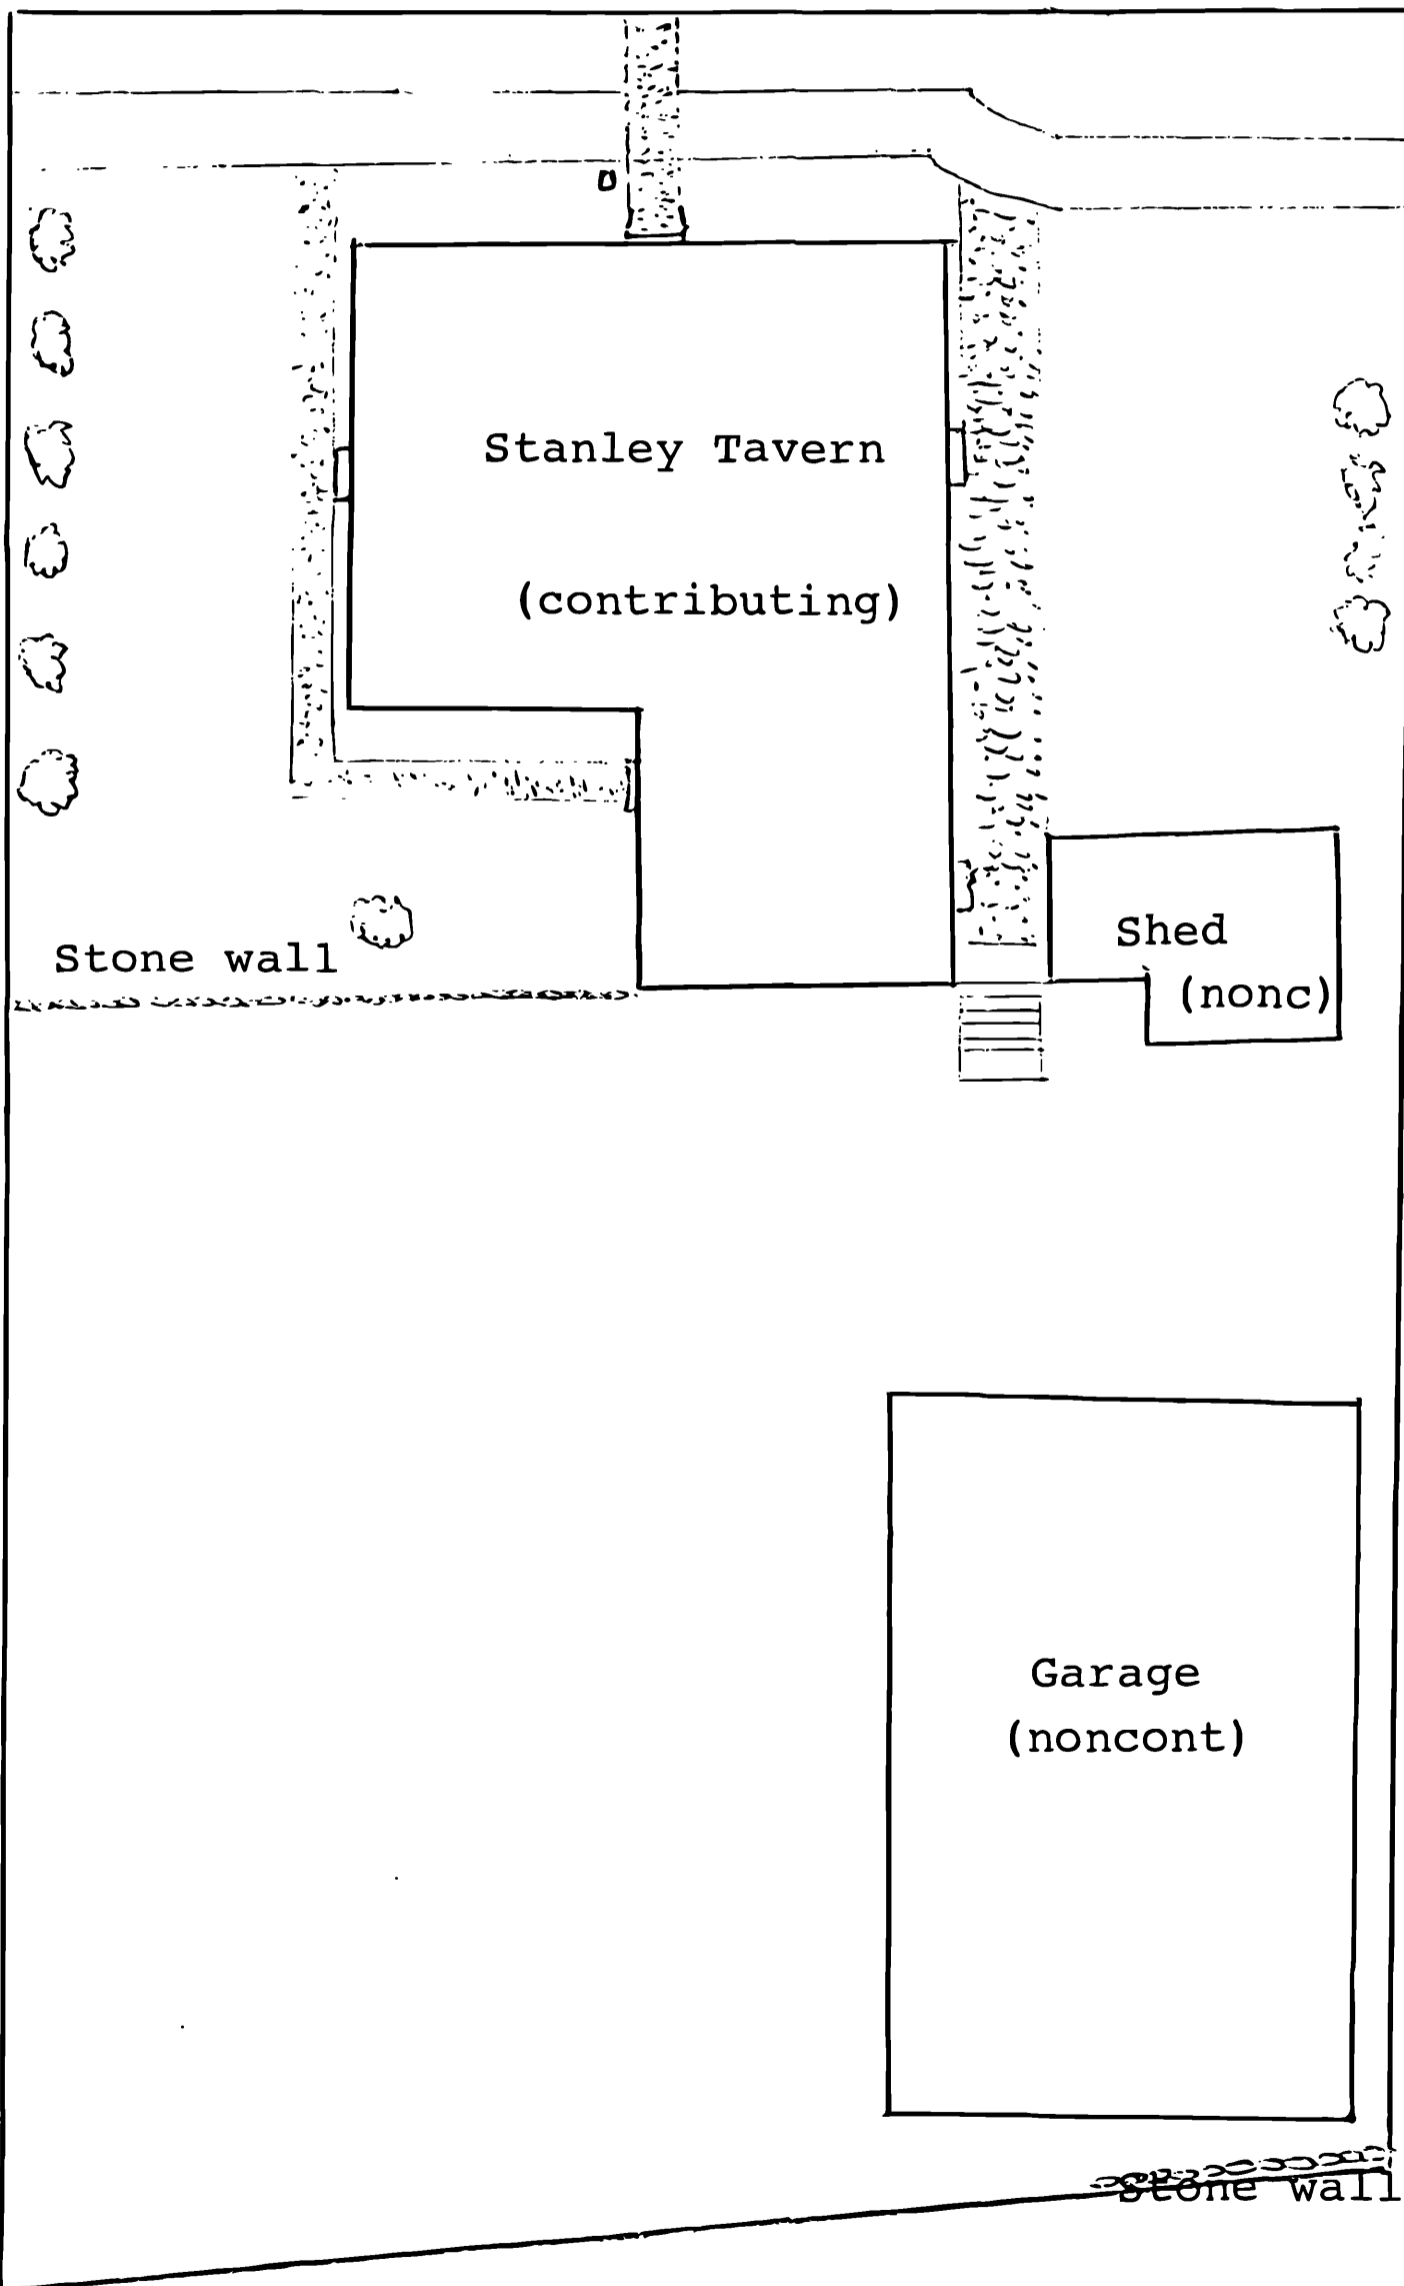 Stanley Tavern
(contributing)
Stone wall
Shed
(nonc)
Garage
(noncont)
Stone wall